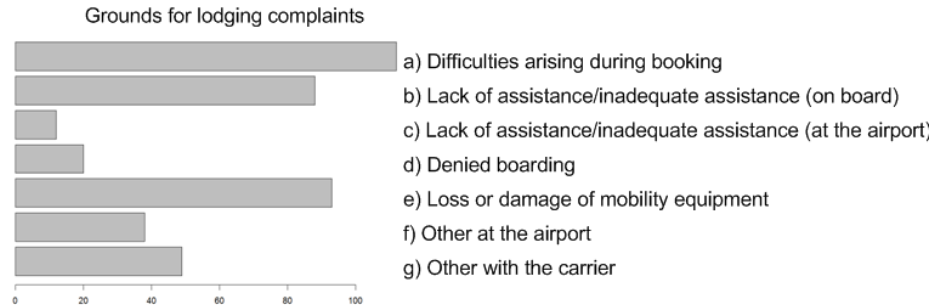 Grounds for lodging complaints
a) Difficulties arising during booking
b) Lack of assistance/inadequate assistance (on board)
c) Lack of assistance/inadequate assistance (at the airport)
d) Denied boarding
e) Loss or damage of mobility equipment
f) Other at the airport
g) Other with the carrier
0 20 40 60 80 100